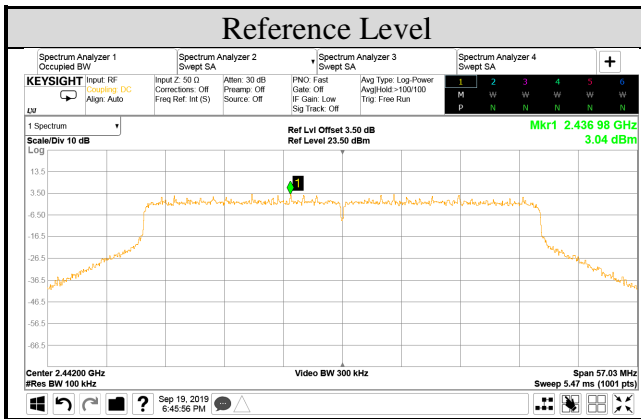 Reference Level
Spectrum Analyzer 1
Occupied BW
Spectrum Analyzer 2
Swept SA
Spectrum Analyzer 3
Swept SA
Spectrum Analyzer 4
Swept SA
KEYSIGHT
Input: RF
Coupling: DC
Align: Auto
Input Z: 50 Ω
Corrections: Off
Freq Ref: Int (S)
Atten: 30 dB
Preamp: Off
Source: Off
PNO: Fast
Gate: Off
IF Gain: Low
Sig Track: Off
Avg Type: Log-Power
Avg|Hold:>100/100
Trig: Free Run
1 2 3 4 5 6
M W W W W W
P N N N N N
1 Spectrum
Scale/Div 10 dB
Ref Lvl Offset 3.50 dB
Ref Level 23.50 dBm
Mkr1 2.436 98 GHz
3.04 dBm
Log
13.5
3.50
-6.50
-16.5
-26.5
-36.5
-46.5
-56.5
-66.5
1
Center 2.44200 GHz
#Res BW 100 kHz
Video BW 300 kHz
Span 57.03 MHz
Sweep 5.47 ms (1001 pts)
Sep 19, 2019
6:45:56 PM